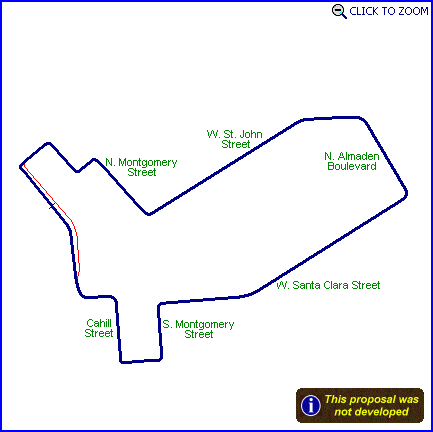 CLICK TO ZOOM
W. St. John
Street
N. Almaden
Boulevard
N. Montgomery
Street
W. Santa Clara Street
Cahill
Street
S. Montgomery
Street
This proposal was
not developed